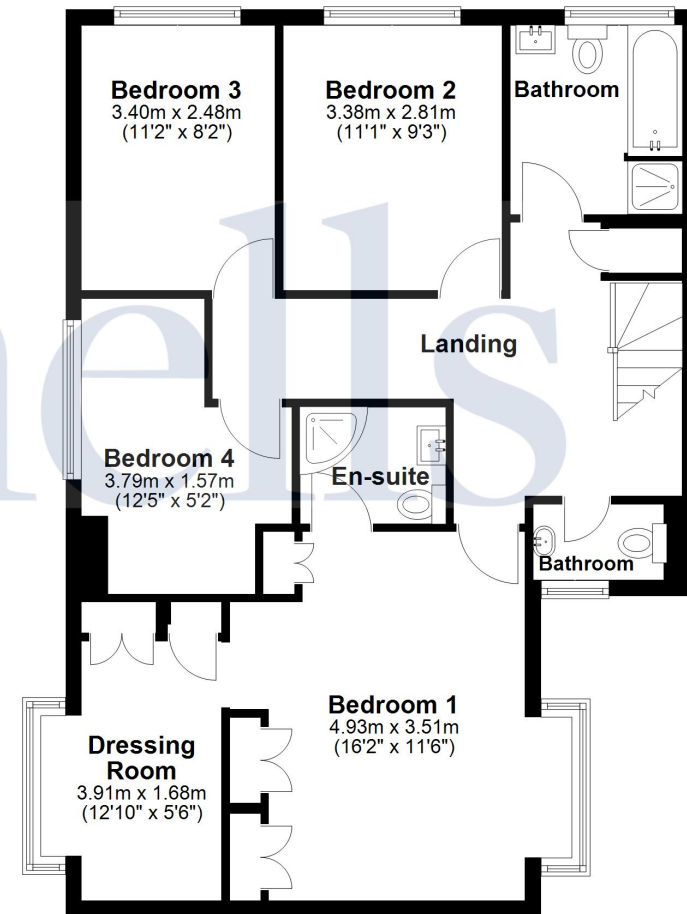 Bedroom 3
3.40m x 2.48m
(11'2" x 8'2")
Bedroom 2
3.38m x 2.81m
(11'1" x 9'3")
Bathroom
Landing
Bedroom 4
3.79m x 1.57m
(12'5" x 5'2")
En-suite
Bathroom
Bedroom 1
4.93m x 3.51m
(16'2" x 11'6")
Dressing
Room
3.91m x 1.68m
(12'10" x 5'6")